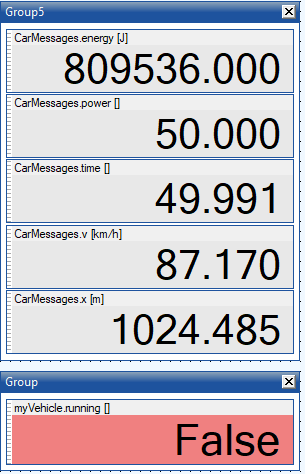 Group5
CarMessages.energy [J]
809536.000
CarMessages.power []
50.000
CarMessages.time []
49.991
CarMessages.v [km/h]
87.170
CarMessages.x [m]
1024.485
Group
myVehicle.running []
False